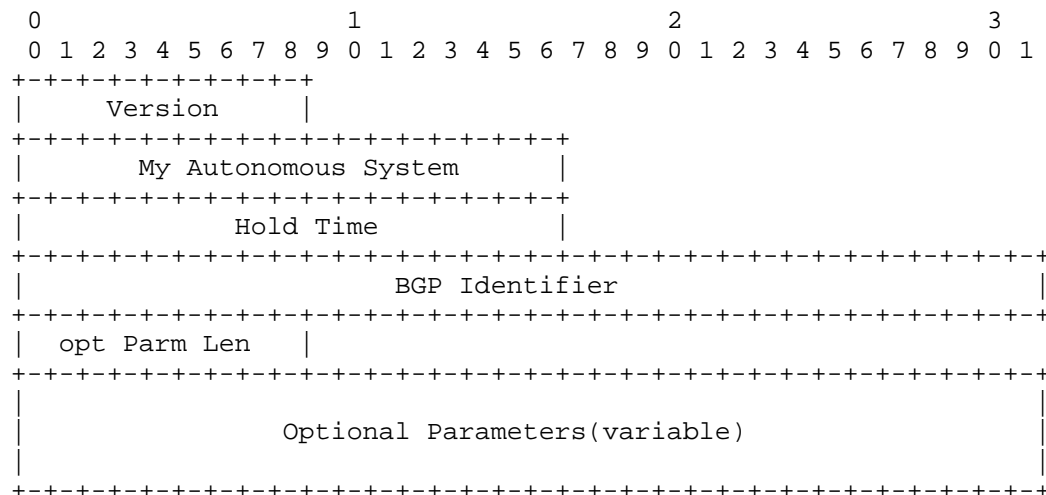 0                   1                   2                   3
0 1 2 3 4 5 6 7 8 9 0 1 2 3 4 5 6 7 8 9 0 1 2 3 4 5 6 7 8 9 0 1
+-+-+-+-+-+-+-+-+-+
|     Version     |
+-+-+-+-+-+-+-+-+-+-+-+-+-+-+-+-+-+
|       My Autonomous System      |
+-+-+-+-+-+-+-+-+-+-+-+-+-+-+-+-+-+
|             Hold Time           |
+-+-+-+-+-+-+-+-+-+-+-+-+-+-+-+-+-+-+-+-+-+-+-+-+-+-+-+-+-+-+-+-+-+
|                       BGP Identifier                          |
+-+-+-+-+-+-+-+-+-+-+-+-+-+-+-+-+-+-+-+-+-+-+-+-+-+-+-+-+-+-+-+-+-+
|  opt Parm Len   |
+-+-+-+-+-+-+-+-+-+-+-+-+-+-+-+-+-+-+-+-+-+-+-+-+-+-+-+-+-+-+-+-+-+
|                                                               |
|                Optional Parameters(variable)                  |
|                                                               |
+-+-+-+-+-+-+-+-+-+-+-+-+-+-+-+-+-+-+-+-+-+-+-+-+-+-+-+-+-+-+-+-+-+